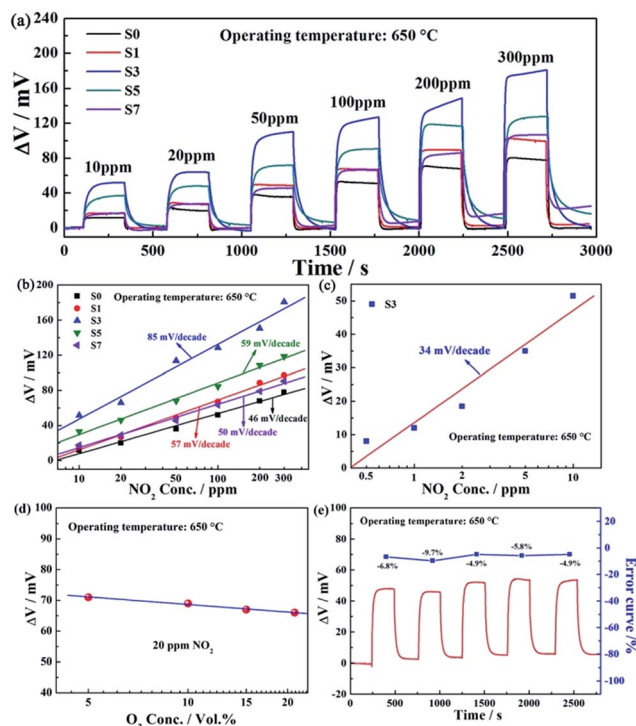 (a)
Operating temperature: 650 °C
S0
S1
S3
S5
S7
10ppm
20ppm
50ppm
100ppm
200ppm
300ppm
240
200
160
120
80
40
0
ΔV / mV
0 500 1000 1500 2000 2500 3000
Time / s
(b)
S0 Operating temperature: 650 °C
S1
S3
S5
S7
85 mV/decade
59 mV/decade
57 mV/decade
50 mV/decade
46 mV/decade
200
160
120
80
40
0
ΔV / mV
10 20 50 100 200 300
NO2 Conc. / ppm
(c)
S3
34 mV/decade
Operating temperature: 650 °C
50
40
30
20
10
0
ΔV / mV
0.5 1 2 5 10
NO2 Conc. / ppm
(d)
Operating temperature: 650 °C
20 ppm NO2
100
90
80
70
60
50
40
ΔV / mV
5 10 15 20
O2 Conc. / Vol.%
(e)
Operating temperature: 650 °C
-6.8%
-9.7%
-4.9%
-5.8%
-4.9%
100
80
60
40
20
0
ΔV / mV
20
0
-20
-40
-60
-80
Error curve /%
0 500 1000 1500 2000 2500
Time / s